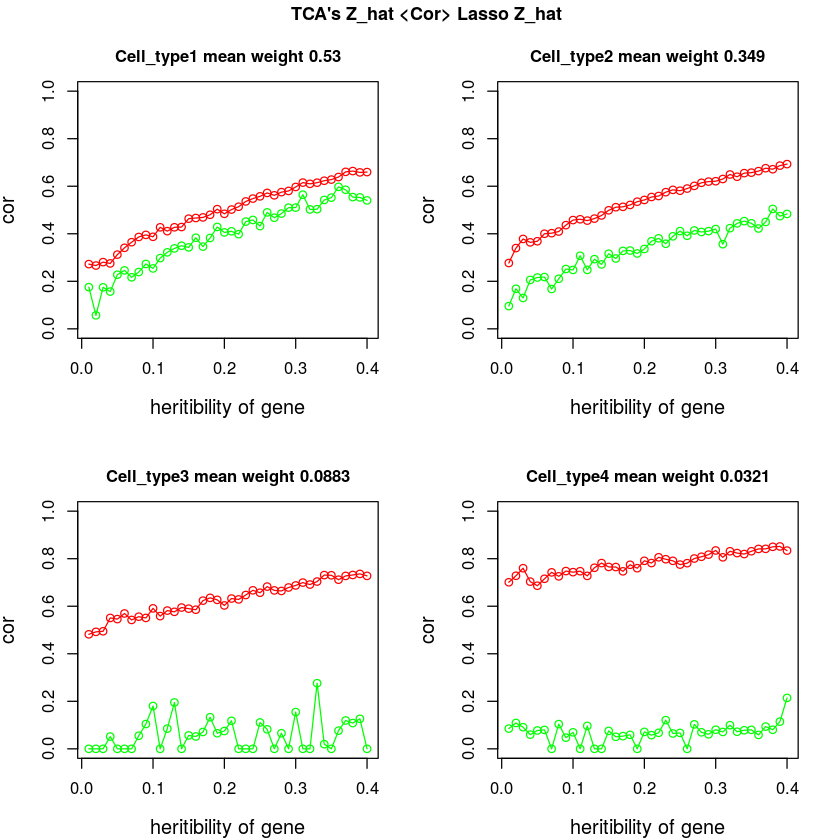 TCA's Z_hat <Cor> Lasso Z_hat
Cell_type1 mean weight 0.53
cor
0.0 0.2 0.4 0.6 0.8 1.0
0.0 0.1 0.2 0.3 0.4
heritibility of gene
Cell_type2 mean weight 0.349
cor
0.0 0.2 0.4 0.6 0.8 1.0
0.0 0.1 0.2 0.3 0.4
heritibility of gene
Cell_type3 mean weight 0.0883
cor
0.0 0.2 0.4 0.6 0.8 1.0
0.0 0.1 0.2 0.3 0.4
heritibility of gene
Cell_type4 mean weight 0.0321
cor
0.0 0.2 0.4 0.6 0.8 1.0
0.0 0.1 0.2 0.3 0.4
heritibility of gene